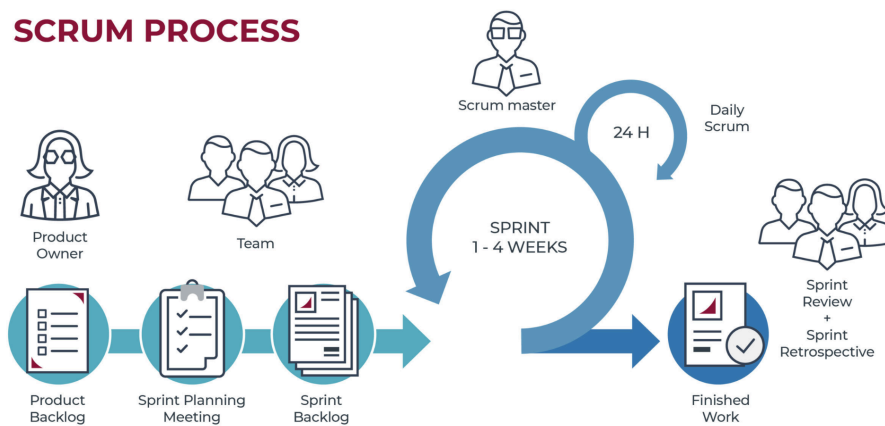 SCRUM PROCESS
Scrum master
24 H
Daily
Scrum
Product
Owner
Team
SPRINT
1 - 4 WEEKS
Sprint
Review
+
Sprint
Retrospective
Product
Backlog
Sprint Planning
Meeting
Sprint
Backlog
Finished
Work